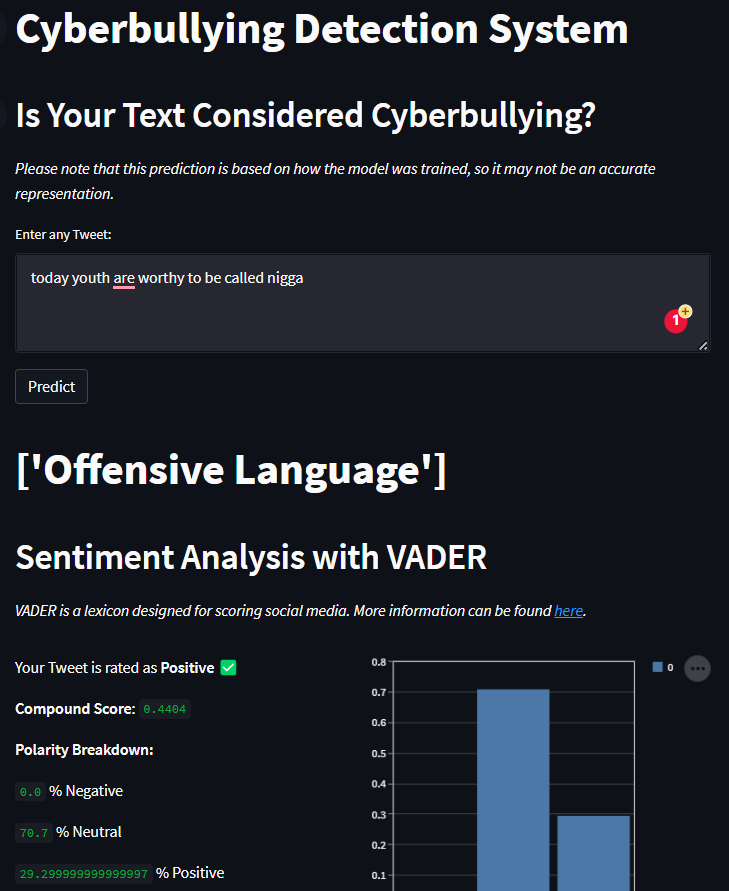 Cyberbullying Detection System
Is Your Text Considered Cyberbullying?
Please note that this prediction is based on how the model was trained, so it may not be an accurate
representation.
Enter any Tweet:
today youth are worthy to be called nigga
1
Predict
['Offensive Language']
Sentiment Analysis with VADER
VADER is a lexicon designed for scoring social media. More information can be found here.
Your Tweet is rated as Positive ✅
Compound Score: 0.4404
Polarity Breakdown:
0.0 % Negative
70.7 % Neutral
29.299999999999997 % Positive
0.8
0.7
0.6
0.5
0.4
0.3
0.2
0.1
0